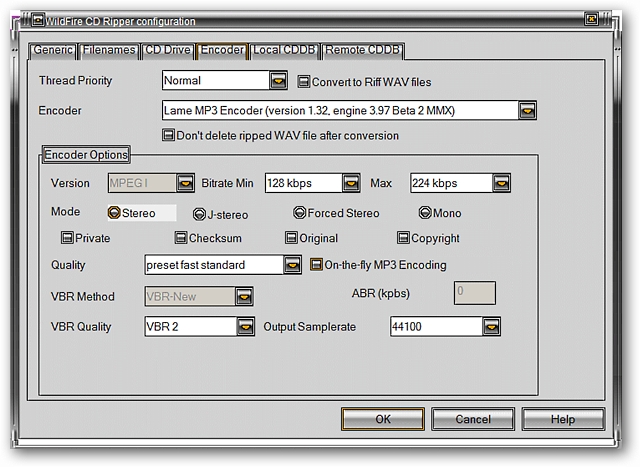 WildFire CD Ripper configuration
Generic Filenames CD Drive Encoder Local CDDB Remote CDDB
Thread Priority Normal Convert to Riff WAV files
Encoder Lame MP3 Encoder (version 1.32, engine 3.97 Beta 2 MMX)
Don't delete ripped WAV file after conversion
Encoder Options
Version MPEG I Bitrate Min 128 kbps Max 224 kbps
Mode Stereo J-stereo Forced Stereo Mono
Private Checksum Original Copyright
Quality preset fast standard On-the-fly MP3 Encoding
VBR Method VBR-New ABR (kpbs) 0
VBR Quality VBR 2 Output Samplerate 44100
OK Cancel Help